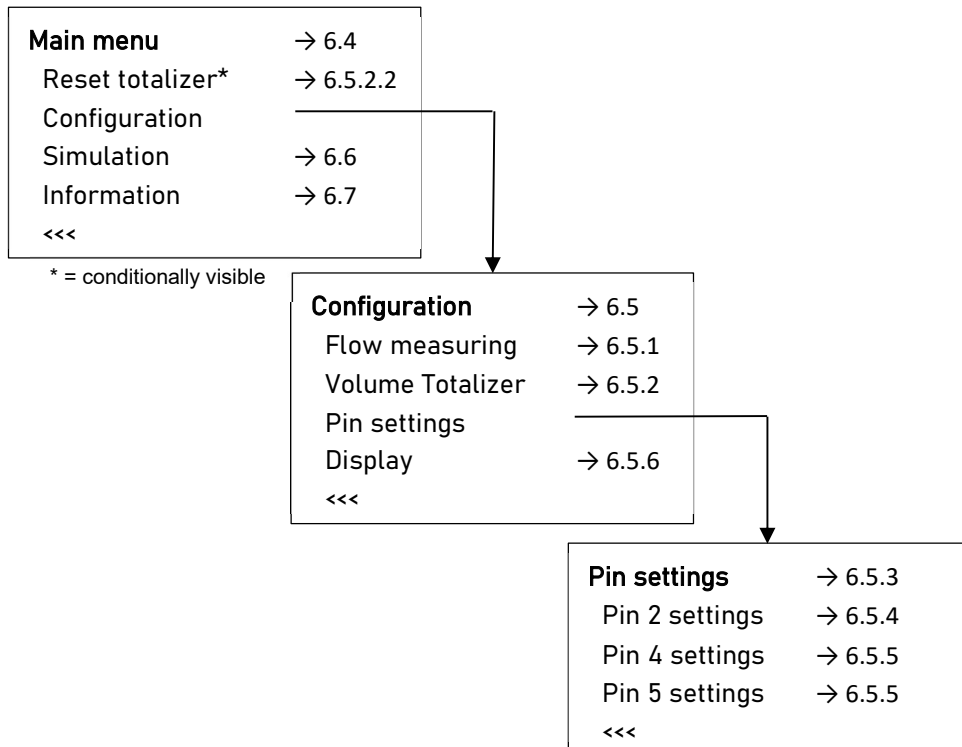 Main menu → 6.4
Reset totalizer* → 6.5.2.2
Configuration
Simulation → 6.6
Information → 6.7
<<<
* = conditionally visible
Configuration → 6.5
Flow measuring → 6.5.1
Volume Totalizer → 6.5.2
Pin settings
Display → 6.5.6
<<<
Pin settings → 6.5.3
Pin 2 settings → 6.5.4
Pin 4 settings → 6.5.5
Pin 5 settings → 6.5.5
<<<